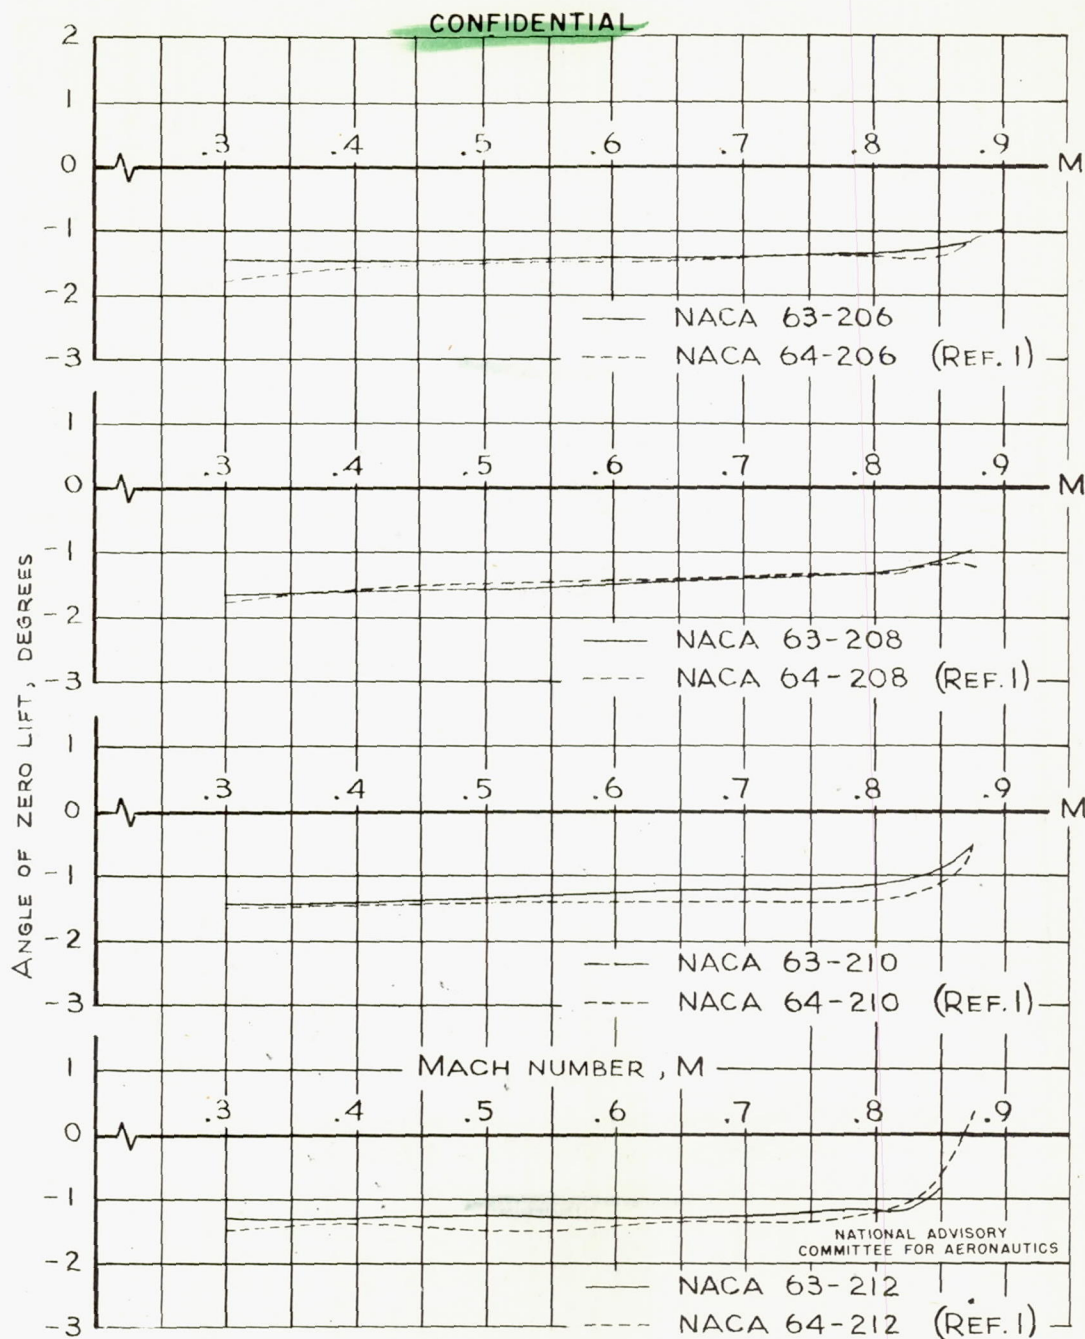 CONFIDENTIAL
2
1
.3 .4 .5 .6 .7 .8 .9
0 M
-1
-2
NACA 63-206
-3 NACA 64-206 (REF. 1)
1
.3 .4 .5 .6 .7 .8 .9
0 M
-1
-2
NACA 63-208
-3 NACA 64-208 (REF. 1)
ANGLE OF ZERO LIFT, DEGREES
1
.3 .4 .5 .6 .7 .8 .9
0 M
-1
-2
NACA 63-210
-3 NACA 64-210 (REF. 1)
1 MACH NUMBER, M
.3 .4 .5 .6 .7 .8 .9
0
-1
NATIONAL ADVISORY
COMMITTEE FOR AERONAUTICS
-2
NACA 63-212
-3 NACA 64-212 (REF. 1)